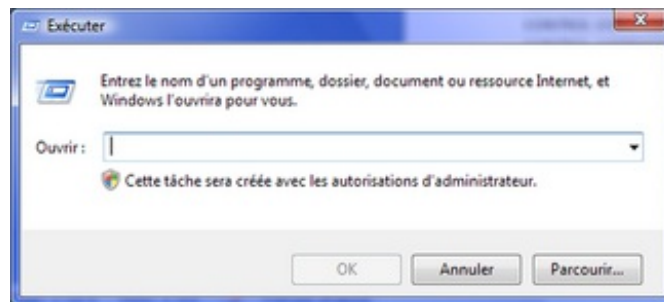 Exécuter
Entrez le nom d'un programme, dossier, document ou ressource Internet, et
Windows l'ouvrira pour vous.
Ouvrir :
Cette tâche sera créée avec les autorisations d'administrateur.
OK
Annuler
Parcourir...